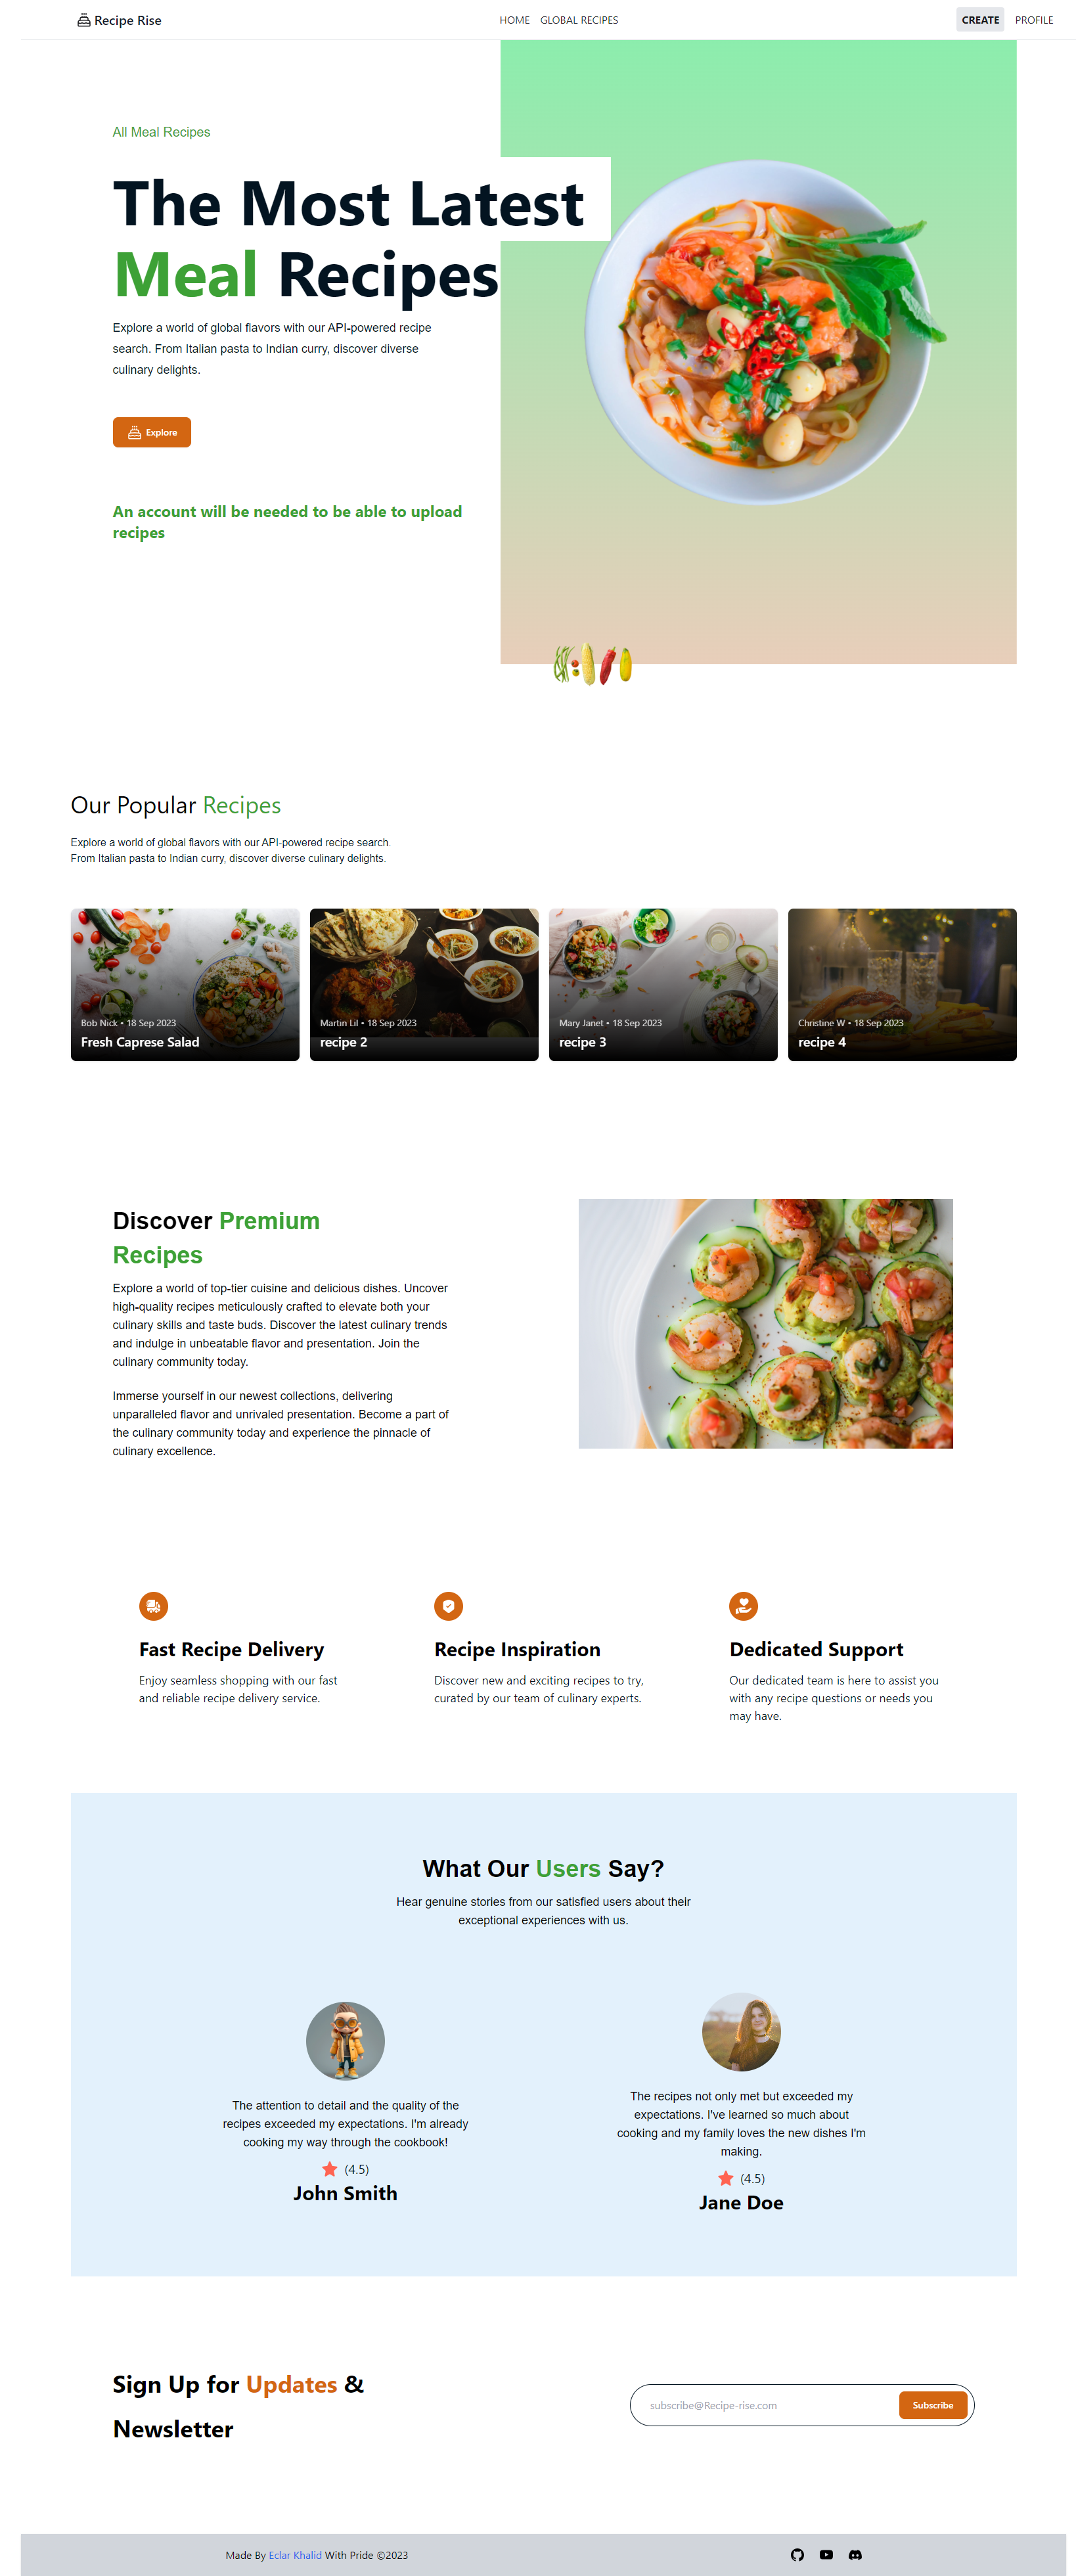 Recipe Rise
HOME
GLOBAL RECIPES
CREATE
PROFILE
All Meal Recipes
The Most Latest
Meal Recipes
Explore a world of global flavors with our API-powered recipe
search. From Italian pasta to Indian curry, discover diverse
culinary delights.
Explore
An account will be needed to be able to upload
recipes
Our Popular Recipes
Explore a world of global flavors with our API-powered recipe search.
From Italian pasta to Indian curry, discover diverse culinary delights.
Bob Nick • 18 Sep 2023
Fresh Caprese Salad
Martin Lil • 18 Sep 2023
recipe 2
Mary Janet • 18 Sep 2023
recipe 3
Christine W • 18 Sep 2023
recipe 4
Discover Premium
Recipes
Explore a world of top-tier cuisine and delicious dishes. Uncover
high-quality recipes meticulously crafted to elevate both your
culinary skills and taste buds. Discover the latest culinary trends
and indulge in unbeatable flavor and presentation. Join the
culinary community today.
Immerse yourself in our newest collections, delivering
unparalleled flavor and unrivaled presentation. Become a part of
the culinary community today and experience the pinnacle of
culinary excellence.
Fast Recipe Delivery
Enjoy seamless shopping with our fast
and reliable recipe delivery service.
Recipe Inspiration
Discover new and exciting recipes to try,
curated by our team of culinary experts.
Dedicated Support
Our dedicated team is here to assist you
with any recipe questions or needs you
may have.
What Our Users Say?
Hear genuine stories from our satisfied users about their
exceptional experiences with us.
The attention to detail and the quality of the
recipes exceeded my expectations. I'm already
cooking my way through the cookbook!
(4.5)
John Smith
The recipes not only met but exceeded my
expectations. I've learned so much about
cooking and my family loves the new dishes I'm
making.
(4.5)
Jane Doe
Sign Up for Updates &
Newsletter
subscribe@Recipe-rise.com
Subscribe
Made By Eclar Khalid With Pride ©2023